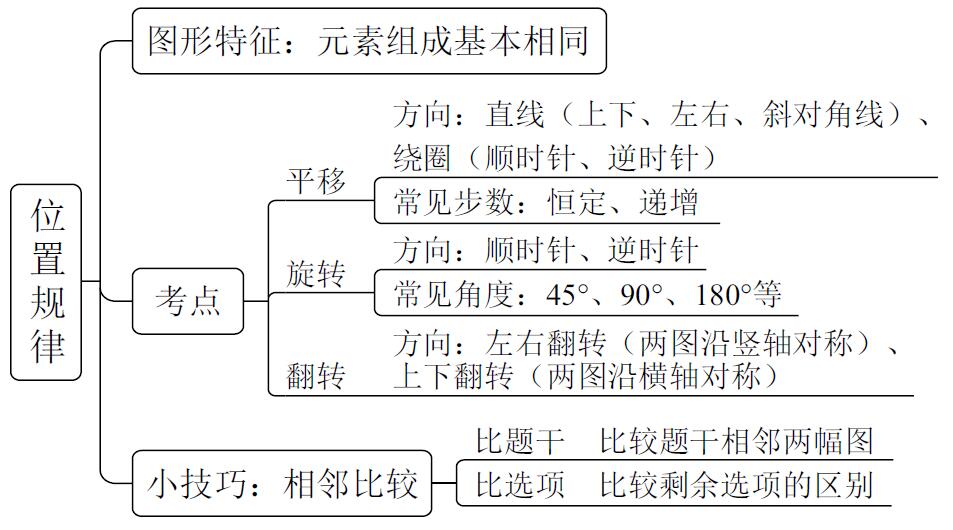 位置规律
图形特征：元素组成基本相同
考点
平移
方向：直线（上下、左右、斜对角线）、
绕圈（顺时针、逆时针）
常见步数：恒定、递增
旋转
方向：顺时针、逆时针
常见角度：45°、90°、180°等
翻转
方向：左右翻转（两图沿竖轴对称）、
上下翻转（两图沿横轴对称）
小技巧：相邻比较
比题干 比较题干相邻两幅图
比选项 比较剩余选项的区别